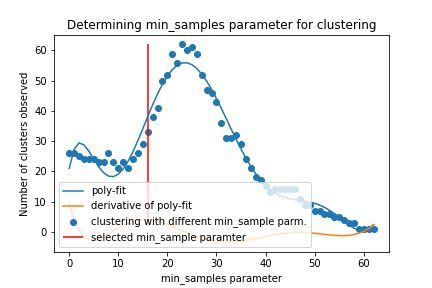 Determining min_samples parameter for clustering
Number of clusters observed
60
50
40
30
20
10
0
poly-fit
derivative of poly-fit
clustering with different min_sample parm.
selected min_sample paramter
0 10 20 30 40 50 60
min_samples parameter